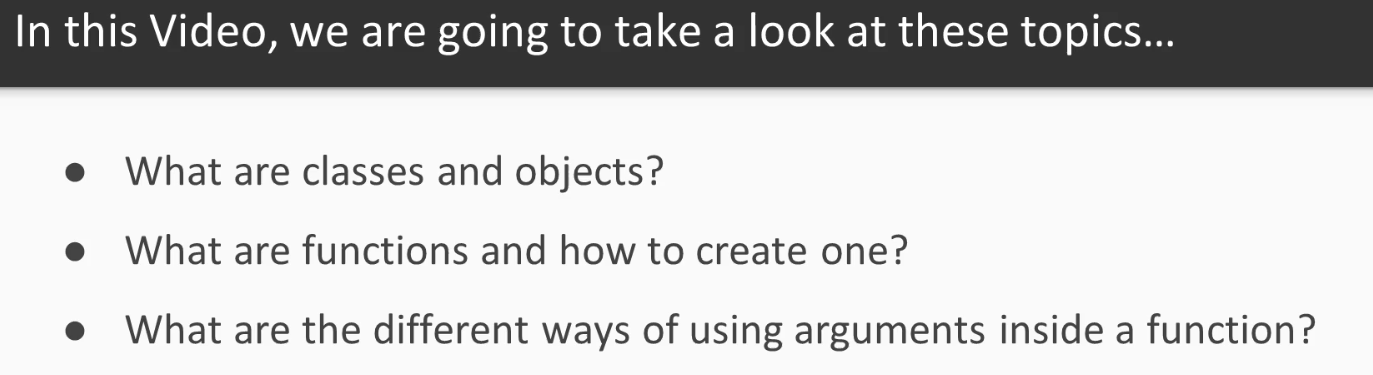 In this Video, we are going to take a look at these topics...
● What are classes and objects?
● What are functions and how to create one?
● What are the different ways of using arguments inside a function?